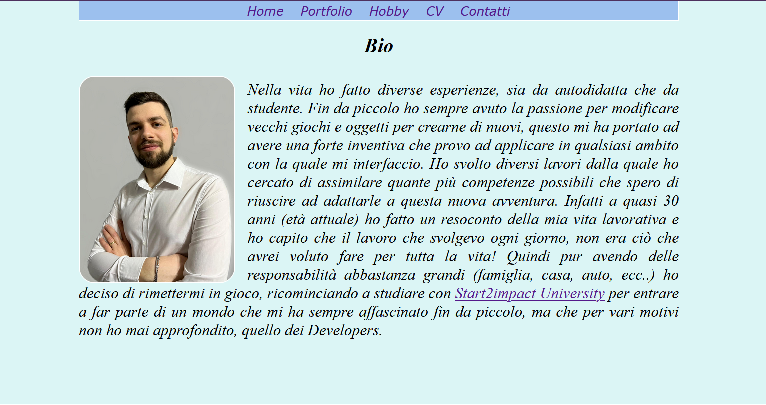 Home Portfolio Hobby CV Contatti
Bio
Nella vita ho fatto diverse esperienze, sia da autodidatta che da
studente. Fin da piccolo ho sempre avuto la passione per modificare
vecchi giochi e oggetti per crearne di nuovi, questo mi ha portato ad
avere una forte inventiva che provo ad applicare in qualsiasi ambito
con la quale mi interfaccio. Ho svolto diversi lavori dalla quale ho
cercato di assimilare quante più competenze possibili che spero di
riuscire ad adattarle a questa nuova avventura. Infatti a quasi 30
anni (età attuale) ho fatto un resoconto della mia vita lavorativa e
ho capito che il lavoro che svolgevo ogni giorno, non era ciò che
avrei voluto fare per tutta la vita! Quindi pur avendo delle
responsabilità abbastanza grandi (famiglia, casa, auto, ecc..) ho
deciso di rimettermi in gioco, ricominciando a studiare con Start2impact University per entrare
a far parte di un mondo che mi ha sempre affascinato fin da piccolo, ma che per vari motivi
non ho mai approfondito, quello dei Developers.